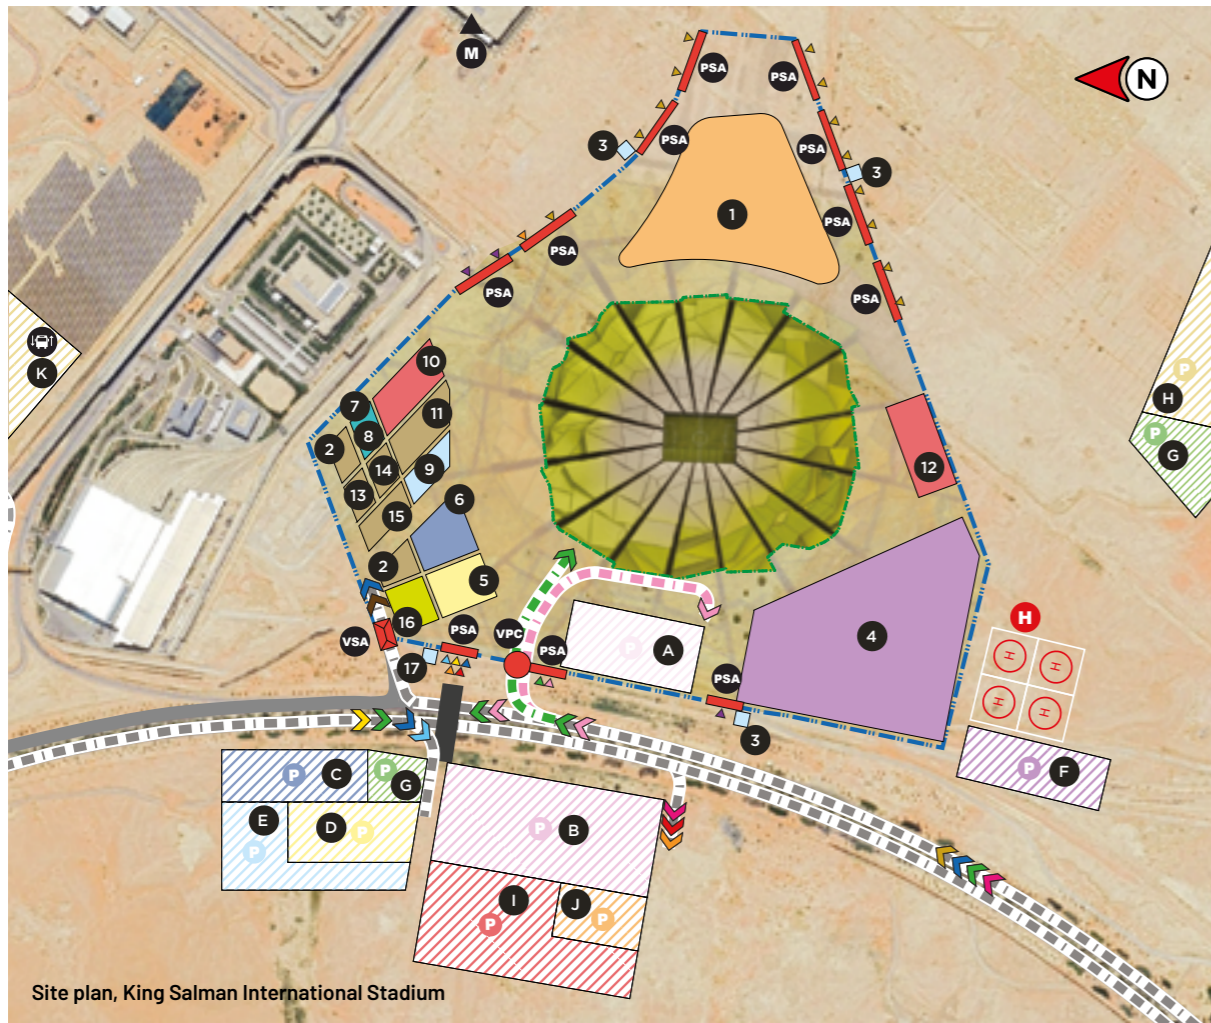 M
N
PSA
PSA
3
PSA
PSA
3
1
PSA
PSA
PSA
PSA
K
10
P
H
P
G
7
11
8
2
14
9
12
13
6
15
2
5
16
VSA
PSA
VPC
PSA
17
P
A
4
H
H
H
H
H
PSA
3
P
C
P
G
P
F
E
D
P
P
P
B
I
J
P
P
Site plan, King Salman International Stadium